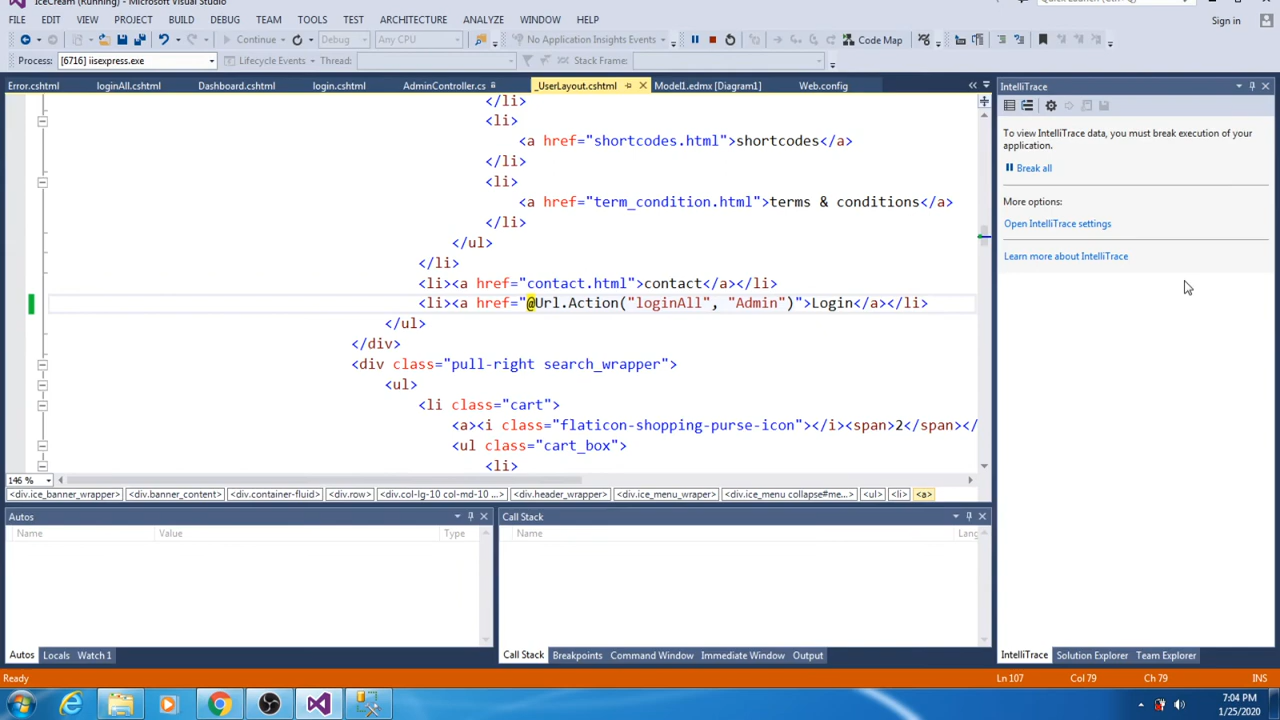 IceCream (Running) - Microsoft Visual Studio
Quick Launch (Ctrl+Q)
FILE EDIT VIEW PROJECT BUILD DEBUG TEAM TOOLS TEST ARCHITECTURE ANALYZE WINDOW HELP
Sign in
Continue Debug Any CPU No Application Insights Events Code Map
Process: [6716] iisexpress.exe Lifecycle Events Thread: Stack Frame:
Error.cshtml loginAll.cshtml Dashboard.cshtml login.cshtml AdminController.cs _UserLayout.cshtml Model1.edmx [Diagram1] Web.config
</li>
<li>
<a href="shortcodes.html">shortcodes</a>
</li>
<li>
<a href="term_condition.html">terms & conditions</a>
</li>
</ul>
</li>
<li><a href="contact.html">contact</a></li>
<li><a href="@Url.Action("loginAll", "Admin")">Login</a></li>
</ul>
</div>
<div class="pull-right search_wrapper">
<ul>
<li class="cart">
<a><i class="flaticon-shopping-purse-icon"></i><span>2</span></
<ul class="cart_box">
<li>
146 %
<div.ice_banner_wrapper> <div.banner_content> <div.container-fluid> <div.row> <div.col-lg-10 col-md-10 ...> <div.header_wrapper> <div.ice_menu_wraper> <div.ice_menu collapse#me...> <ul> <li> <a>
IntelliTrace
To view IntelliTrace data, you must break execution of your
application.
Break all
More options:
Open IntelliTrace settings
Learn more about IntelliTrace
Autos
Name Value Type
Autos Locals Watch 1
Call Stack
Name Lang
Call Stack Breakpoints Command Window Immediate Window Output
IntelliTrace Solution Explorer Team Explorer
Ready Ln 107 Col 79 Ch 79 INS
7:04 PM
1/25/2020